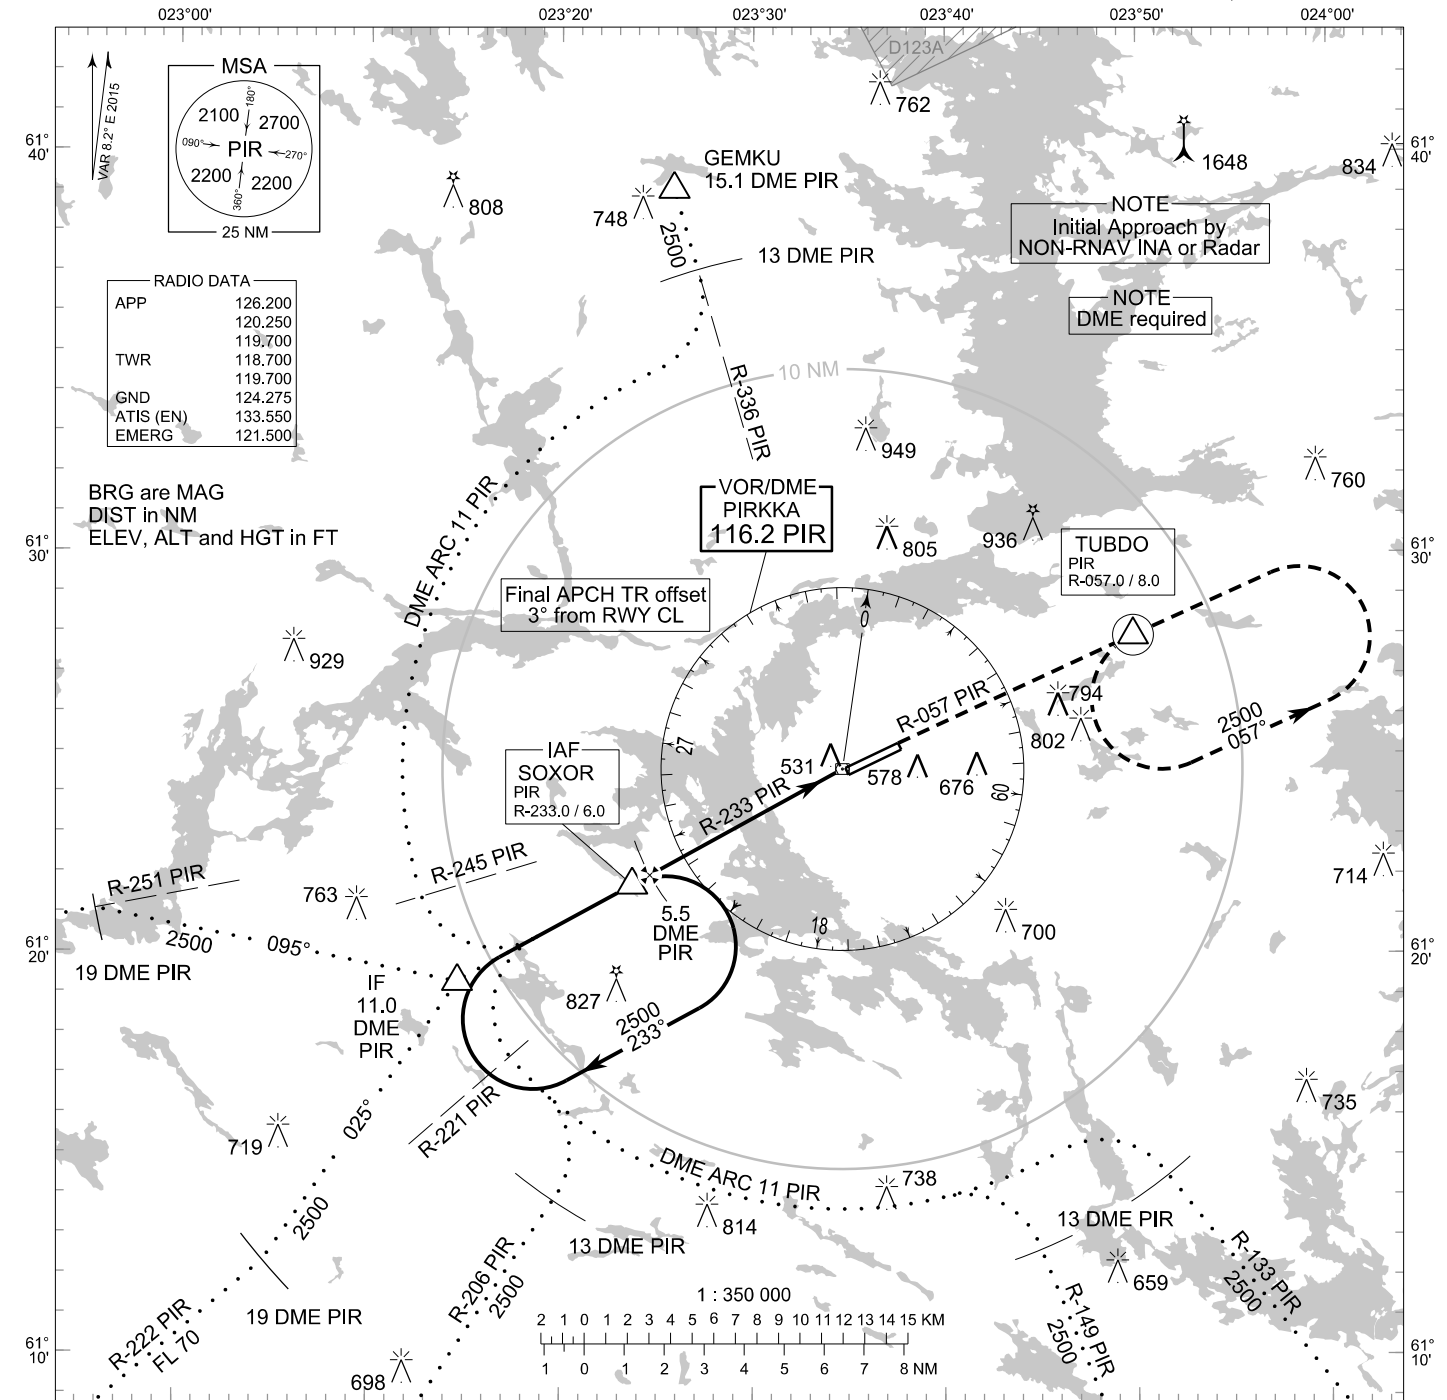 023°00'
023°20'
023°30'
023°40'
023°50'
024°00'
61°
40'
61°
30'
61°
20'
61°
10'
61°
40'
61°
30'
61°
20'
61°
10'
VAR 8.2° E 2015
MSA
2100
2700
2200
2200
180°
090°
270°
360°
PIR
25 NM
RADIO DATA
APP 126.200
120.250
119.700
TWR 118.700
119.700
GND 124.275
ATIS (EN) 133.550
EMERG 121.500
BRG are MAG
DIST in NM
ELEV, ALT and HGT in FT
D123A
762
1648
834
808
748
GEMKU
15.1 DME PIR
2500
13 DME PIR
NOTE
Initial Approach by
NON-RNAV INA or Radar
NOTE
DME required
10 NM
R-336 PIR
949
760
DME ARC 11 PIR
VOR/DME
PIRKKA
116.2 PIR
805
936
TUBDO
PIR
R-057.0 / 8.0
Final APCH TR offset
3° from RWY CL
929
0
27
60
18
R-057 PIR
794
802
2500
057°
IAF
SOXOR
PIR
R-233.0 / 6.0
531
578
676
R-233 PIR
714
R-251 PIR
R-245 PIR
763
2500
095°
19 DME PIR
5.5
DME
PIR
700
IF
11.0
DME
PIR
827
2500
233°
R-221 PIR
719
025°
2500
735
DME ARC 11 PIR
738
814
13 DME PIR
13 DME PIR
659
R-133 PIR
2500
R-149 PIR
2500
R-206 PIR
2500
19 DME PIR
R-222 PIR
FL 70
698
1 : 350 000
2 1 0 1 2 3 4 5 6 7 8 9 10 11 12 13 14 15 KM
1 0 1 2 3 4 5 6 7 8 NM